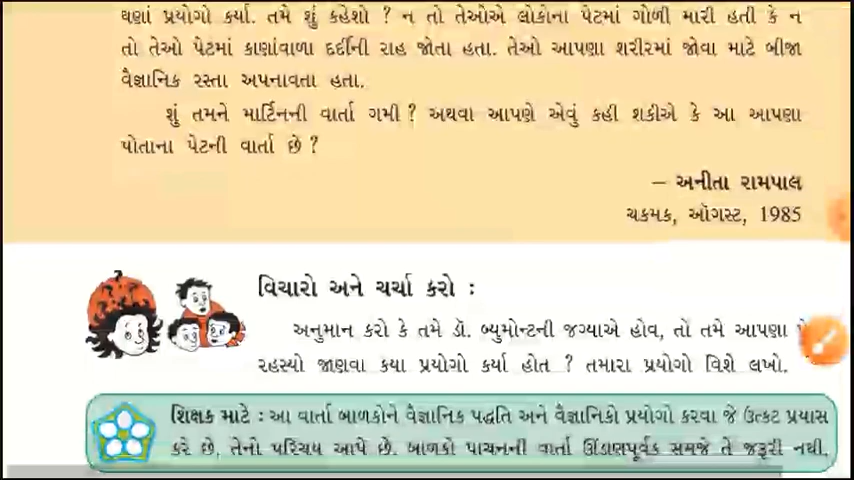 ઘણાં પ્રયોગો કર્યા. તમે શું કહેશો ? ન તો તેઓએ લોકોના પેટમાં ગોળી મારી હતી કે ન
તો તેઓ પેટમાં કાણાંવાળા દર્દીની રાહ જોતા હતા. તેઓ આપણા શરીરમાં જોવા માટે બીજા
વૈજ્ઞાનિક રસ્તા અપનાવતા હતા.
શું તમને માર્ટિનની વાર્તા ગમી ? અથવા આપણે એવું કહી શકીએ કે આ આપણા
પોતાના પેટની વાર્તા છે ?
– અનીતા રામપાલ
ચકમક, ઑગસ્ટ, 1985
વિચારો અને ચર્ચા કરો :
અનુમાન કરો કે તમે ડૉ. બ્યુમોન્ટની જગ્યાએ હોવ, તો તમે આપણા
રહસ્યો જાણવા કયા પ્રયોગો કર્યા હોત ? તમારા પ્રયોગો વિશે લખો.
શિક્ષક માટે : આ વાર્તા બાળકોને વૈજ્ઞાનિક પદ્ધતિ અને વૈજ્ઞાનિકો પ્રયોગો કરવા જે ઉત્કટ પ્રયાસ
કરે છે, તેનો પરિચય આપે છે. બાળકો પાચનની વાર્તા ઊંડાણપૂર્વક સમજે તે જરૂરી નથી.